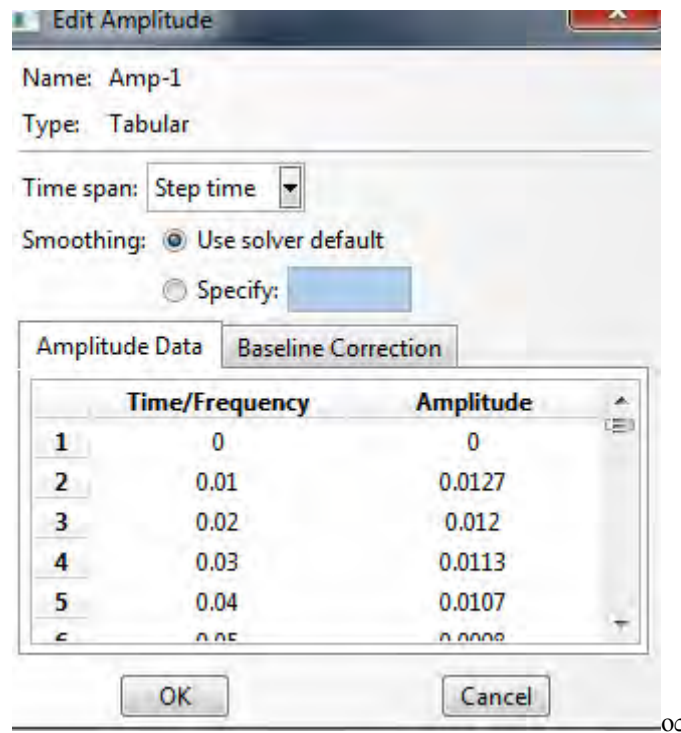 Edit Amplitude
Name: Amp-1
Type: Tabular
Time span: Step time
Smoothing: Use solver default
Specify:
Amplitude Data Baseline Correction
Time/Frequency Amplitude
1 0 0
2 0.01 0.0127
3 0.02 0.012
4 0.03 0.0113
5 0.04 0.0107
OK Cancel